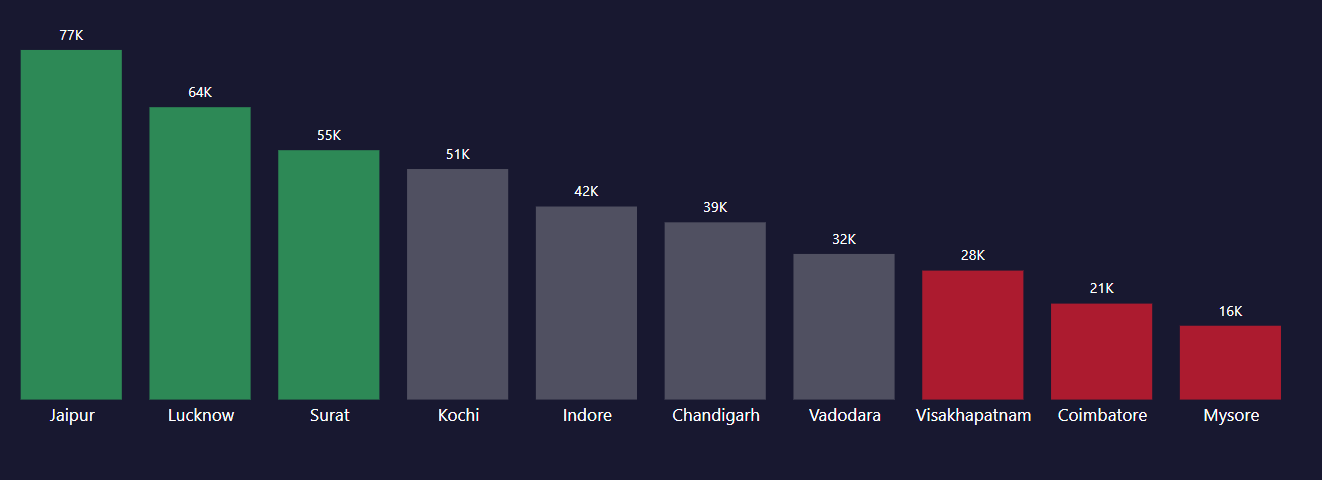 77K
64K
55K
51K
42K
39K
32K
28K
21K
16K
Jaipur Lucknow Surat Kochi Indore Chandigarh Vadodara Visakhapatnam Coimbatore Mysore